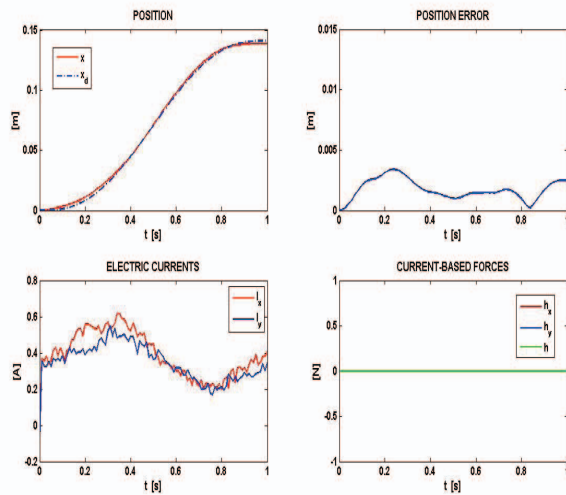 POSITION
0.15
0.1
0.05
0
[m]
0 0.2 0.4 0.6 0.8 1
t [s]
x
x_d
POSITION ERROR
0.015
0.01
0.005
0
[m]
0 0.2 0.4 0.6 0.8 1
t [s]
ELECTRIC CURRENTS
0.8
0.6
0.4
0.2
0
-0.2
[A]
0 0.2 0.4 0.6 0.8 1
t [s]
I_x
I_y
CURRENT-BASED FORCES
1
0.5
0
-0.5
-1
[N]
0 0.2 0.4 0.6 0.8 1
t [s]
h_x
h_y
h